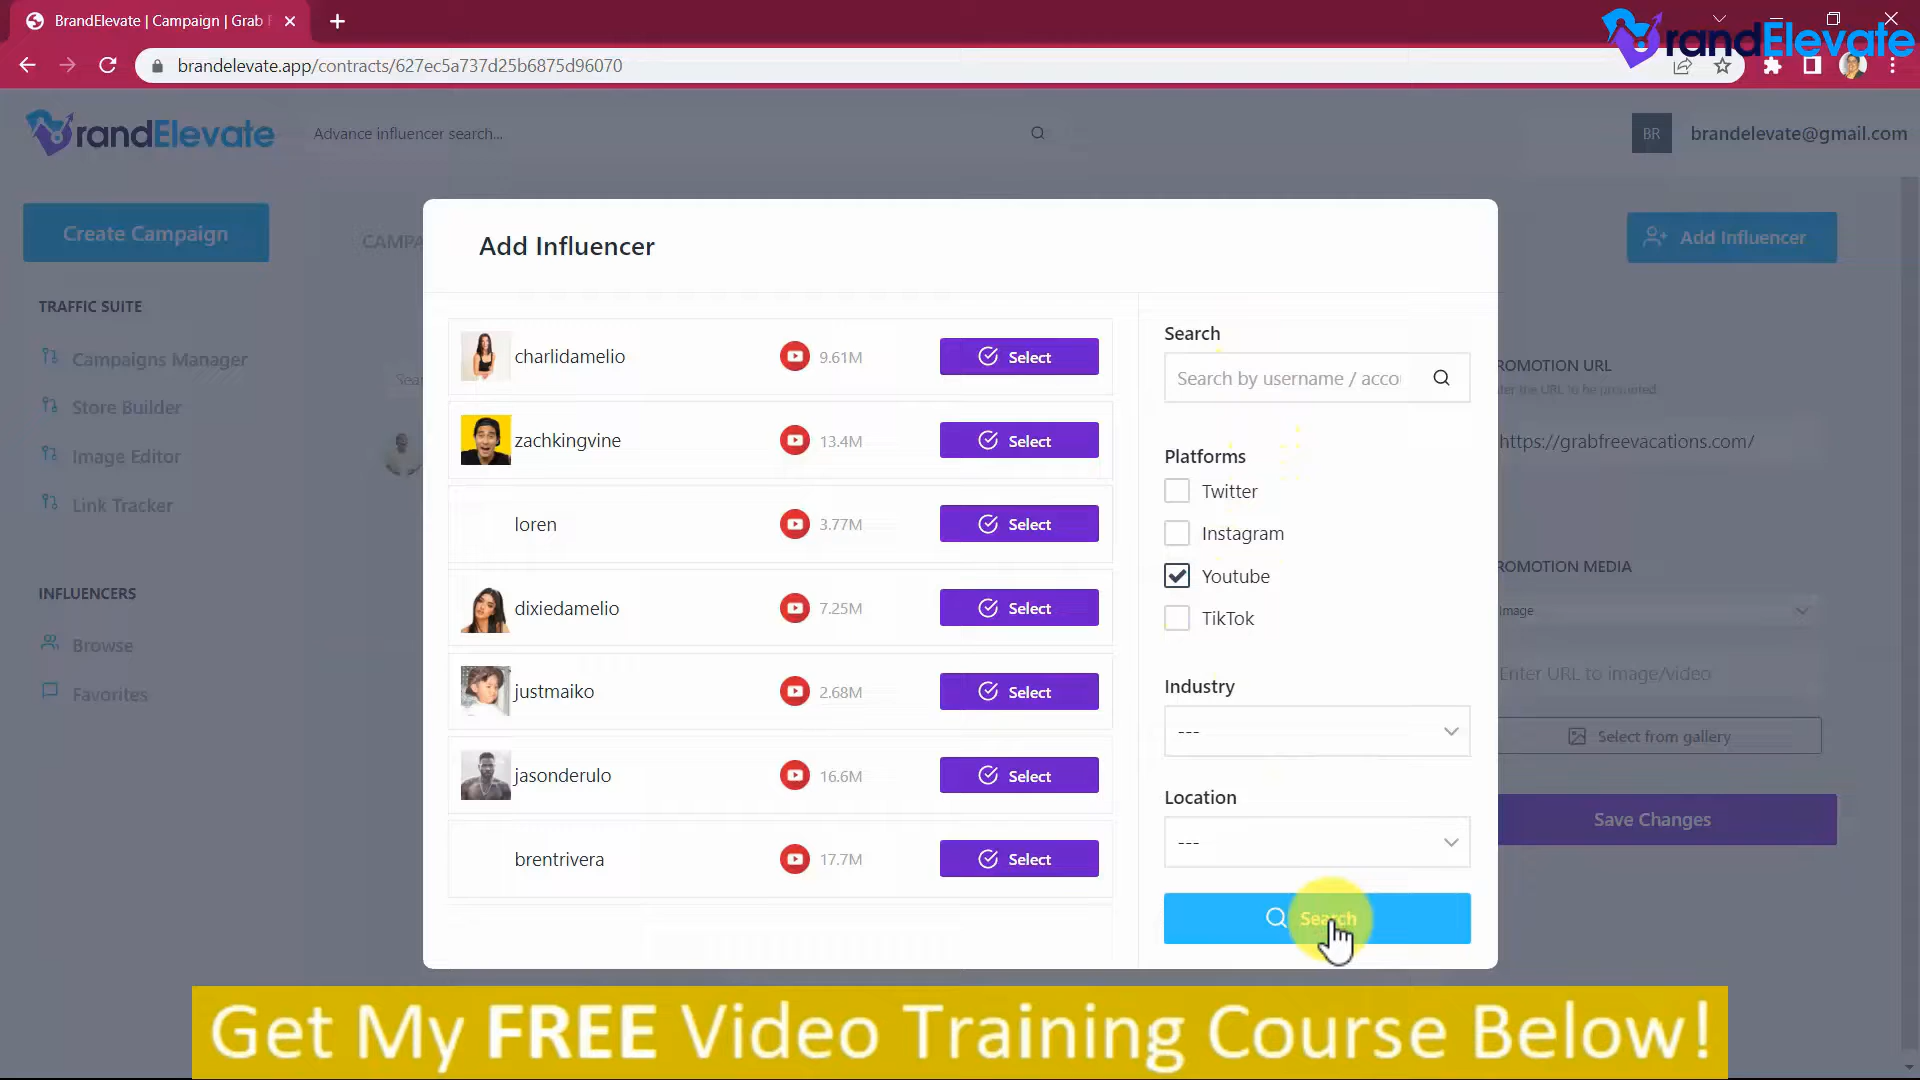 BrandElevate | Campaign | Grab F
brandelevate.app/contracts/627ec5a737d25b6875d96070
randElevate
randElevate
Advance influencer search...
BR
brandelevate@gmail.com
Create Campaign
TRAFFIC SUITE
Campaigns Manager
Store Builder
Image Editor
Link Tracker
INFLUENCERS
Browse
Favorites
CAMPA
Sear
Add Influencer
Add Influencer
charlidamelio
9.61M
Select
zachkingvine
13.4M
Select
loren
3.77M
Select
dixiedamelio
7.25M
Select
justmaiko
2.68M
Select
jasonderulo
16.6M
Select
brentrivera
17.7M
Select
Search
Search by username / acco
Platforms
Twitter
Instagram
Youtube
TikTok
Industry
---
Location
---
Search
ROMOTION URL
ter the URL to be promoted
https://grabfreevacations.com/
ROMOTION MEDIA
Image
Enter URL to image/video
Select from gallery
Save Changes
Get My FREE Video Training Course Below!